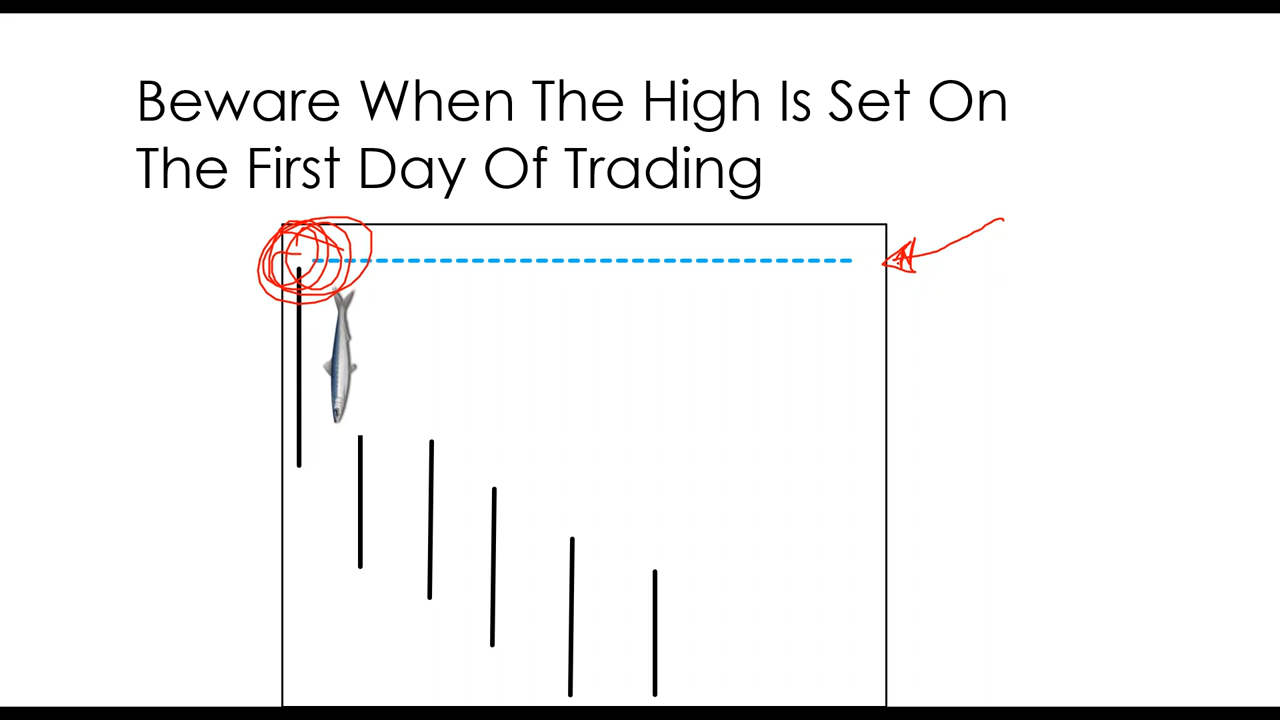 Beware When The High Is Set On
The First Day Of Trading